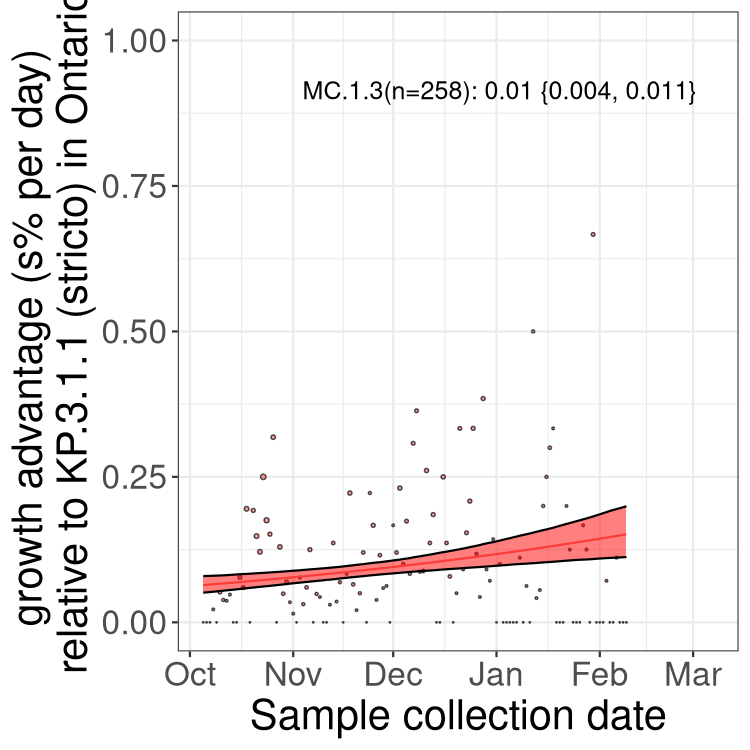 growth advantage (s% per day)
relative to KP.3.1.1 (stricto) in Ontario
1.00
0.75
0.50
0.25
0.00
MC.1.3(n=258): 0.01 {0.004, 0.011}
Oct Nov Dec Jan Feb Mar
Sample collection date